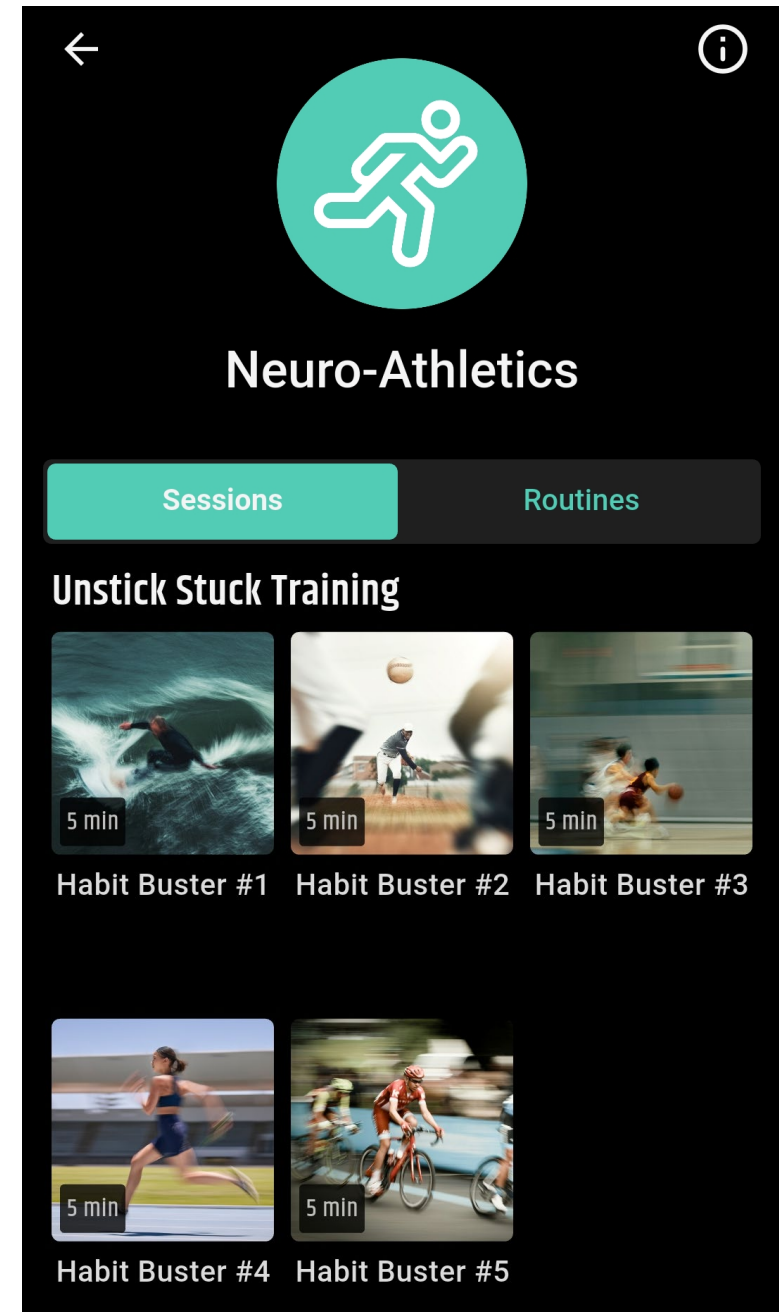 Neuro-Athletics
Sessions Routines
Unstick Stuck Training
5 min 5 min 5 min
Habit Buster #1 Habit Buster #2 Habit Buster #3
5 min 5 min
Habit Buster #4 Habit Buster #5